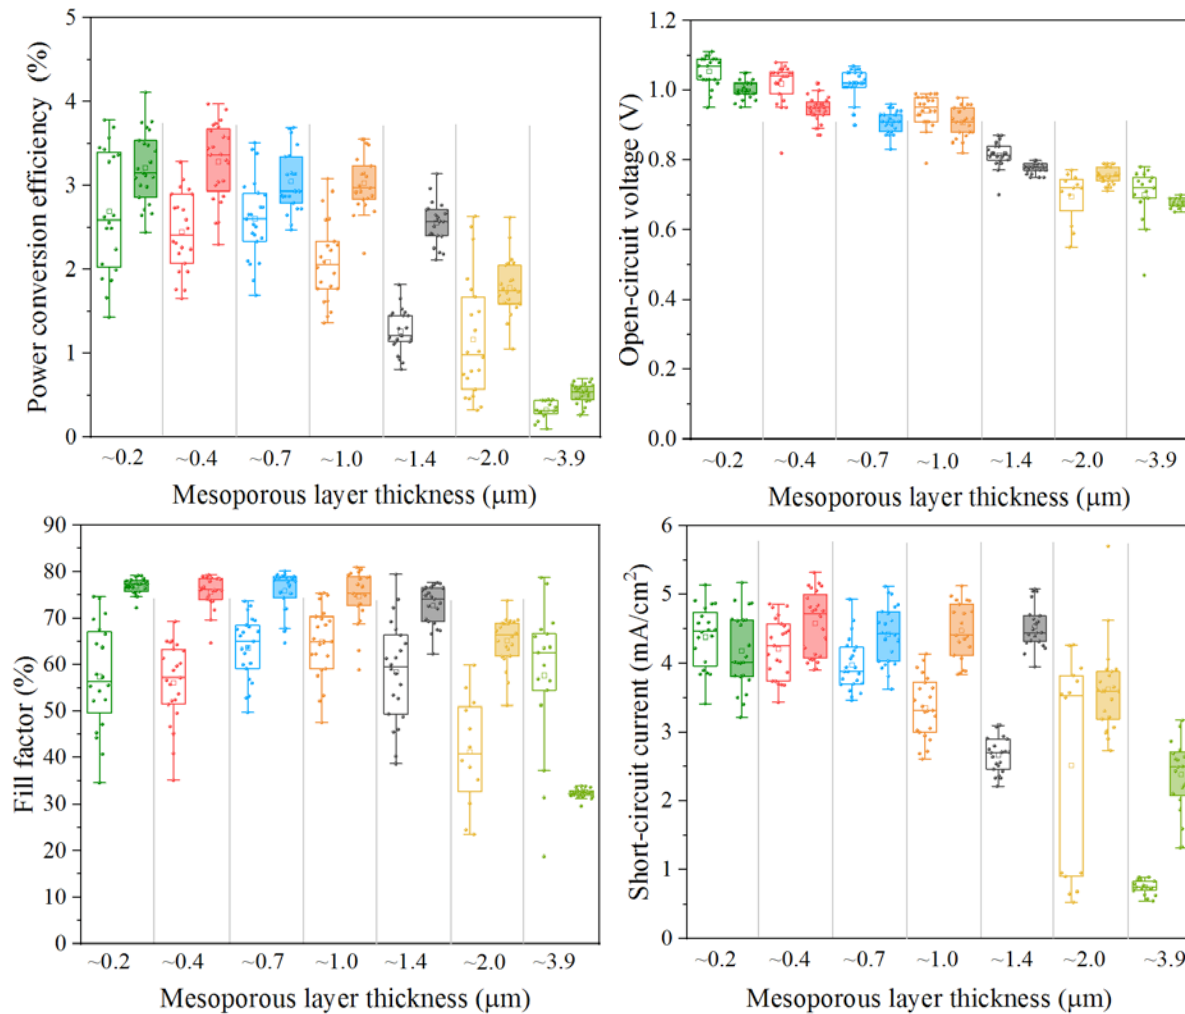 Power conversion efficiency (%)
5
4
3
2
1
0
~0.2 ~0.4 ~0.7 ~1.0 ~1.4 ~2.0 ~3.9
Mesoporous layer thickness (μm)
Open-circuit voltage (V)
1.2
1.0
0.8
0.6
0.4
0.2
0.0
~0.2 ~0.4 ~0.7 ~1.0 ~1.4 ~2.0 ~3.9
Mesoporous layer thickness (μm)
Fill factor (%)
90
80
70
60
50
40
30
20
10
0
~0.2 ~0.4 ~0.7 ~1.0 ~1.4 ~2.0 ~3.9
Mesoporous layer thickness (μm)
Short-circuit current (mA/cm²)
6
5
4
3
2
1
0
~0.2 ~0.4 ~0.7 ~1.0 ~1.4 ~2.0 ~3.9
Mesoporous layer thickness (μm)